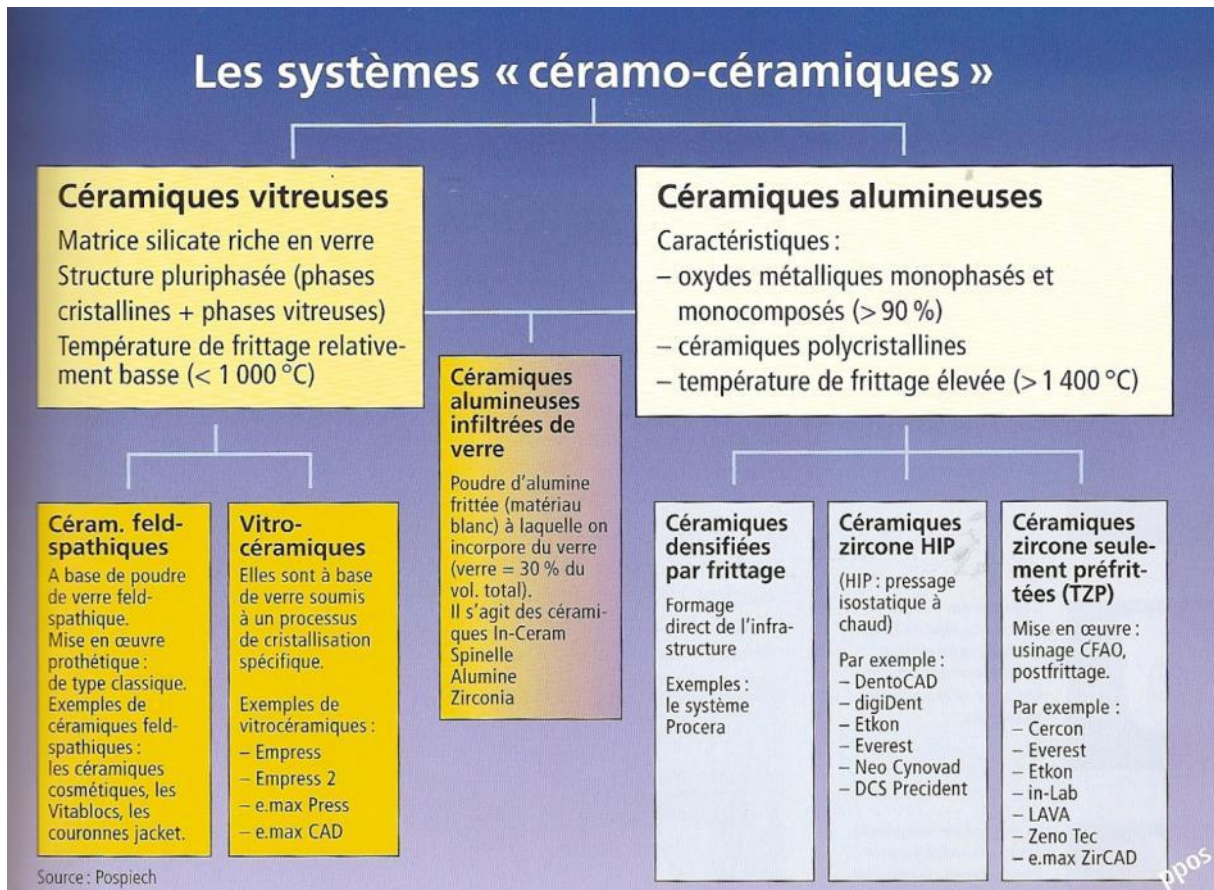 Les systèmes « céramo-céramiques »
Céramiques vitreuses
Matrice silicate riche en verre
Structure pluriphasée (phases
cristallines + phases vitreuses)
Température de frittage relative-
ment basse (< 1 000 °C)
Céramiques alumineuses
Caractéristiques :
– oxydes métalliques monophasés et
monocomposés (> 90 %)
– céramiques polycristallines
– température de frittage élevée (> 1 400 °C)
Céramiques
alumineuses
infiltrées de
verre
Poudre d’alumine
frittée (matériau
blanc) à laquelle on
incorpore du verre
(verre = 30 % du
vol. total).
Il s’agit des cérami-
ques In-Ceram
Spinelle
Alumine
Zirconia
Céram. feld-
spathiques
A base de poudre
de verre feld-
spathique.
Mise en œuvre
prothétique :
de type classique.
Exemples de
céramiques feld-
spathiques :
les céramiques
cosmétiques, les
Vitablocs, les
couronnes jacket.
Vitro-
céramiques
Elles sont à base
de verre soumis
à un processus
de cristallisation
spécifique.
Exemples de
vitrocéramiques :
– Empress
– Empress 2
– e.max Press
– e.max CAD
Céramiques
densifiées
par frittage
Formage
direct de l’infra-
structure
Exemples :
le système
Procera
Céramiques
zircone HIP
(HIP : pressage
isostatique à
chaud)
Par exemple :
– DentoCAD
– digiDent
– Etkon
– Everest
– Neo Cynovad
– DCS Precident
Céramiques
zircone seule-
ment préfrit-
tées (TZP)
Mise en œuvre :
usinage CFAO,
postfrittage.
Par exemple :
– Cercon
– Everest
– Etkon
– in-Lab
– LAVA
– Zeno Tec
– e.max ZirCAD
Source : Pospiech
ppos